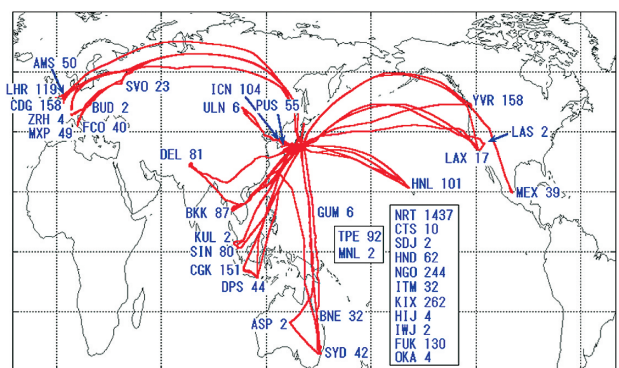 AMS 50
LHR 119
CDG 158
ZRH 4
MXP 49
BUD 2
FCO 40
SVO 23
ICN 104
ULN 6
PUS 55
DEL 81
BKK 87
KUL 2
SIN 80
CGK 151
DPS 44
GUM 6
TPE 92
MNL 2
ASP 2
BNE 32
SYD 42
YVR 158
LAS 2
LAX 17
HNL 101
MEX 39
NRT 1437
CTS 10
SDJ 2
HND 62
NGO 244
ITM 32
KIX 262
HIJ 4
IWJ 2
FUK 130
OKA 4